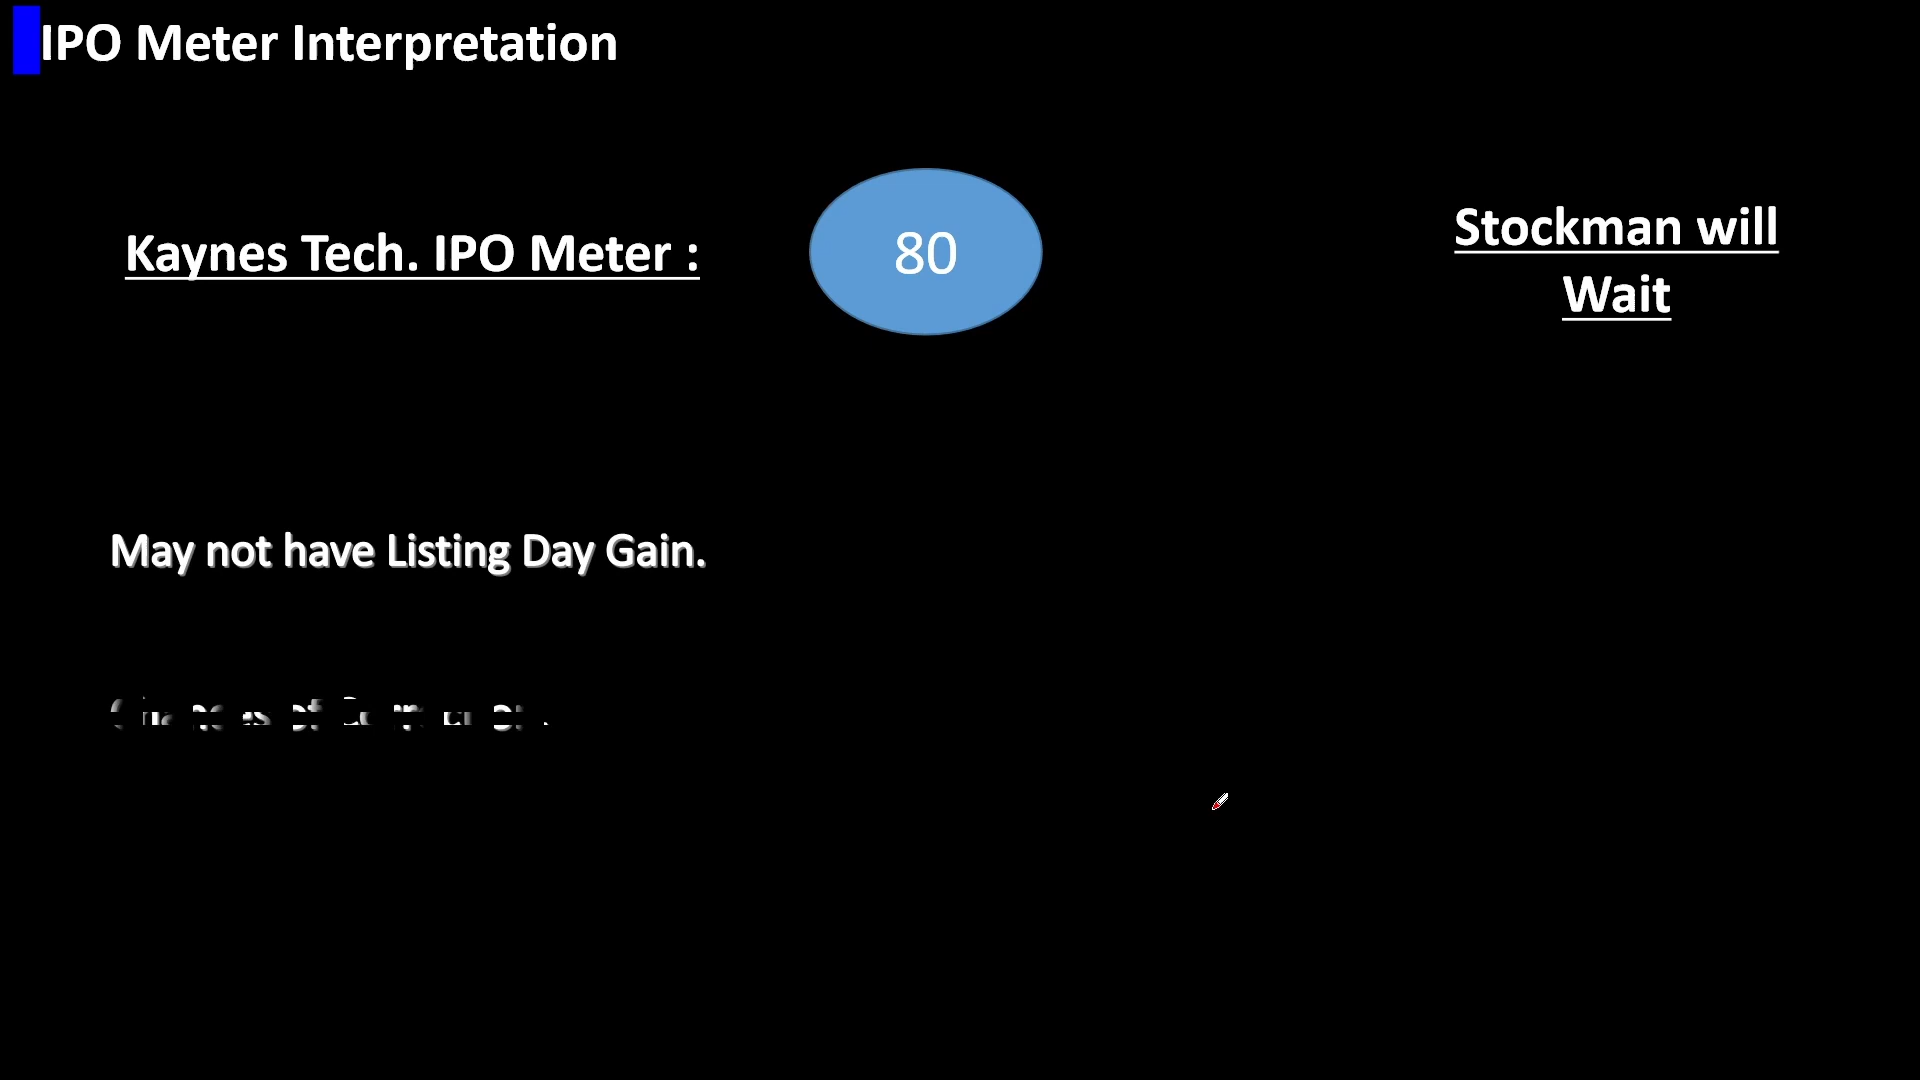 IPO Meter Interpretation
Kaynes Tech. IPO Meter :
80
Stockman will
Wait
May not have Listing Day Gain.